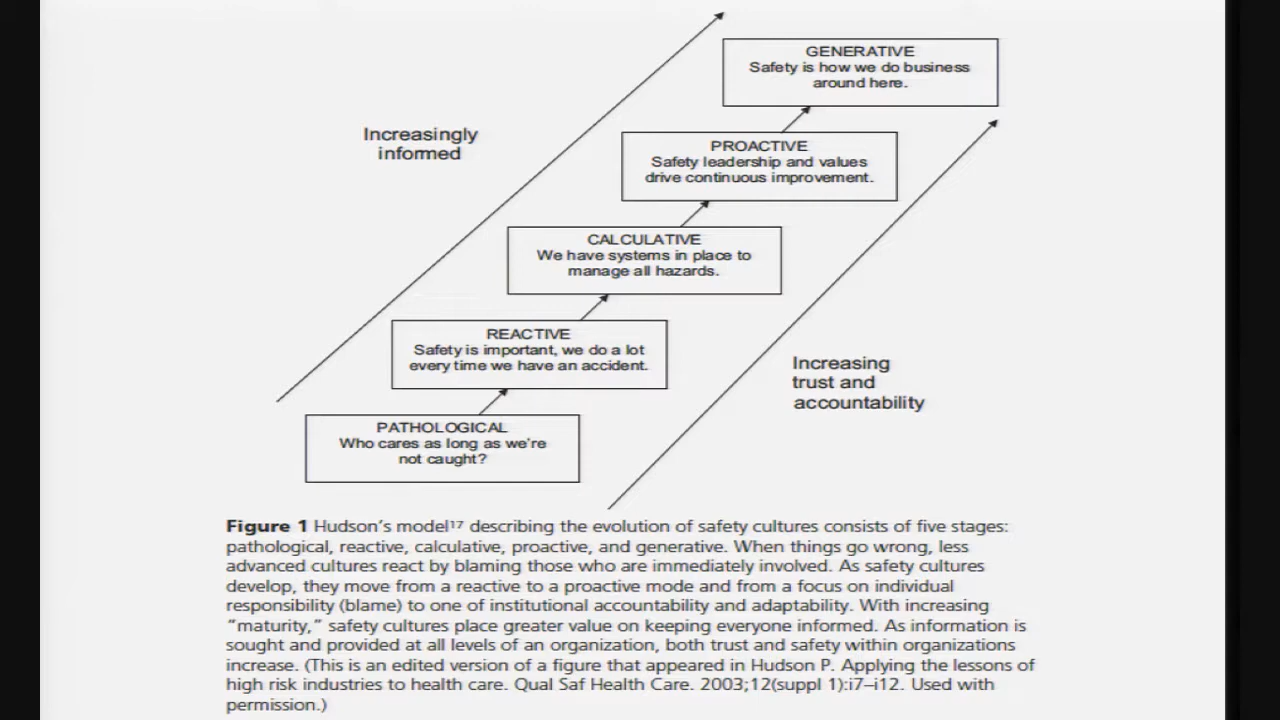 GENERATIVE
Safety is how we do business
around here.
Increasingly
informed
PROACTIVE
Safety leadership and values
drive continuous improvement.
CALCULATIVE
We have systems in place to
manage all hazards.
REACTIVE
Safety is important, we do a lot
every time we have an accident.
Increasing
trust and
accountability
PATHOLOGICAL
Who cares as long as we're
not caught?
Figure 1 Hudson's model¹⁷ describing the evolution of safety cultures consists of five stages:
pathological, reactive, calculative, proactive, and generative. When things go wrong, less
advanced cultures react by blaming those who are immediately involved. As safety cultures
develop, they move from a reactive to a proactive mode and from a focus on individual
responsibility (blame) to one of institutional accountability and adaptability. With increasing
“maturity,” safety cultures place greater value on keeping everyone informed. As information is
sought and provided at all levels of an organization, both trust and safety within organizations
increase. (This is an edited version of a figure that appeared in Hudson P. Applying the lessons of
high risk industries to health care. Qual Saf Health Care. 2003;12(suppl 1):i7–i12. Used with
permission.)